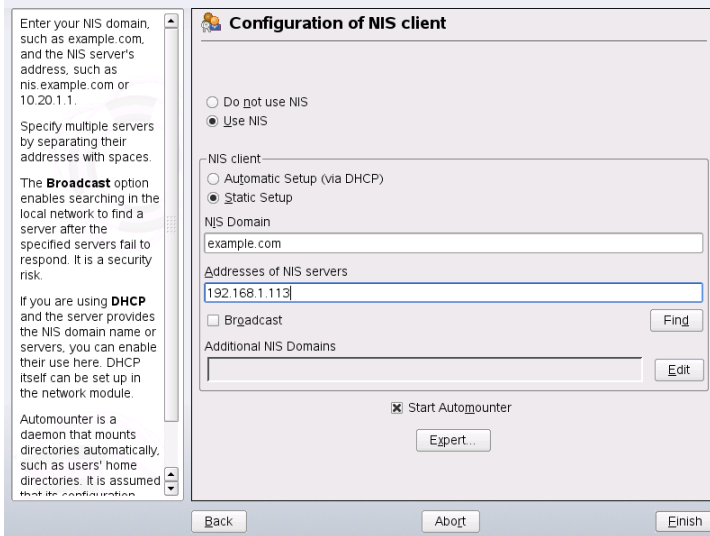 Enter your NIS domain,
such as example.com,
and the NIS server's
address, such as
nis.example.com or
10.20.1.1.
Specify multiple servers
by separating their
addresses with spaces.
The Broadcast option
enables searching in the
local network to find a
server after the
specified servers fail to
respond. It is a security
risk.
If you are using DHCP
and the server provides
the NIS domain name or
servers, you can enable
their use here. DHCP
itself can be set up in
the network module.
Automounter is a
daemon that mounts
directories automatically,
such as users' home
directories. It is assumed
that its configuration
Configuration of NIS client
Do not use NIS
Use NIS
NIS client
Automatic Setup (via DHCP)
Static Setup
NIS Domain
example.com
Addresses of NIS servers
192.168.1.113
Broadcast
Find
Additional NIS Domains
Edit
Start Automounter
Expert...
Back
Abort
Finish